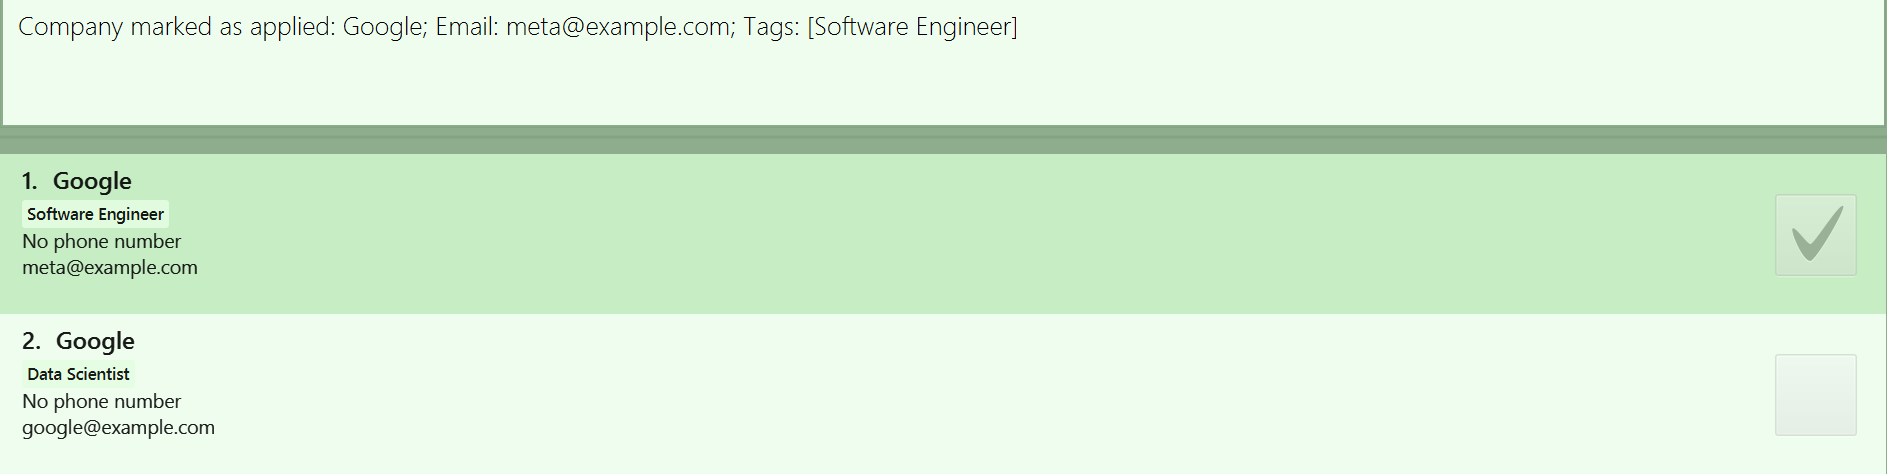 Company marked as applied: Google; Email: meta@example.com; Tags: [Software Engineer]
1. Google
Software Engineer
No phone number
meta@example.com
2. Google
Data Scientist
No phone number
google@example.com